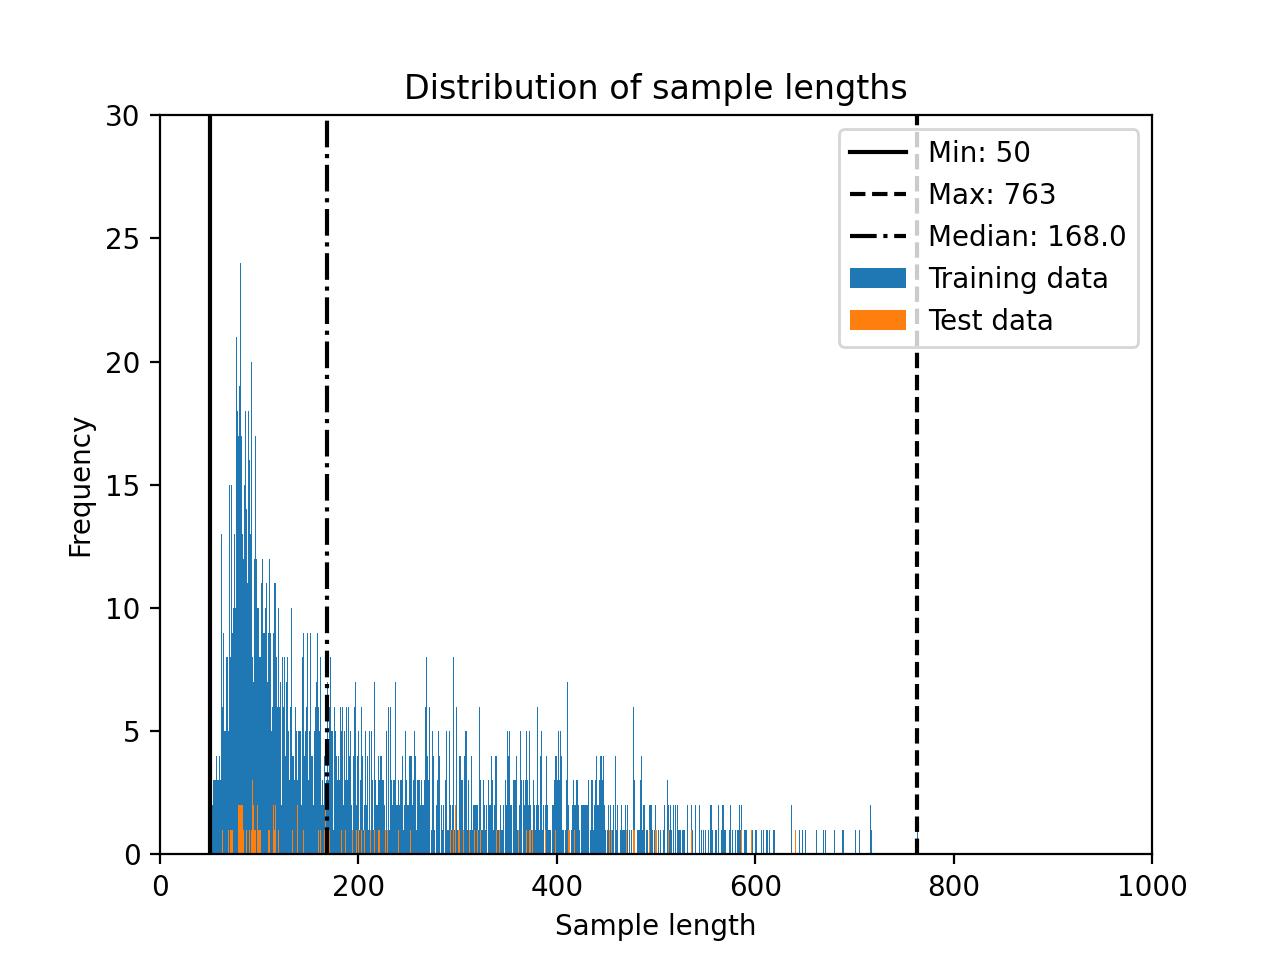 Distribution of sample lengths
30
25
20
15
10
5
0
Frequency
Min: 50
Max: 763
Median: 168.0
Training data
Test data
0 200 400 600 800 1000
Sample length